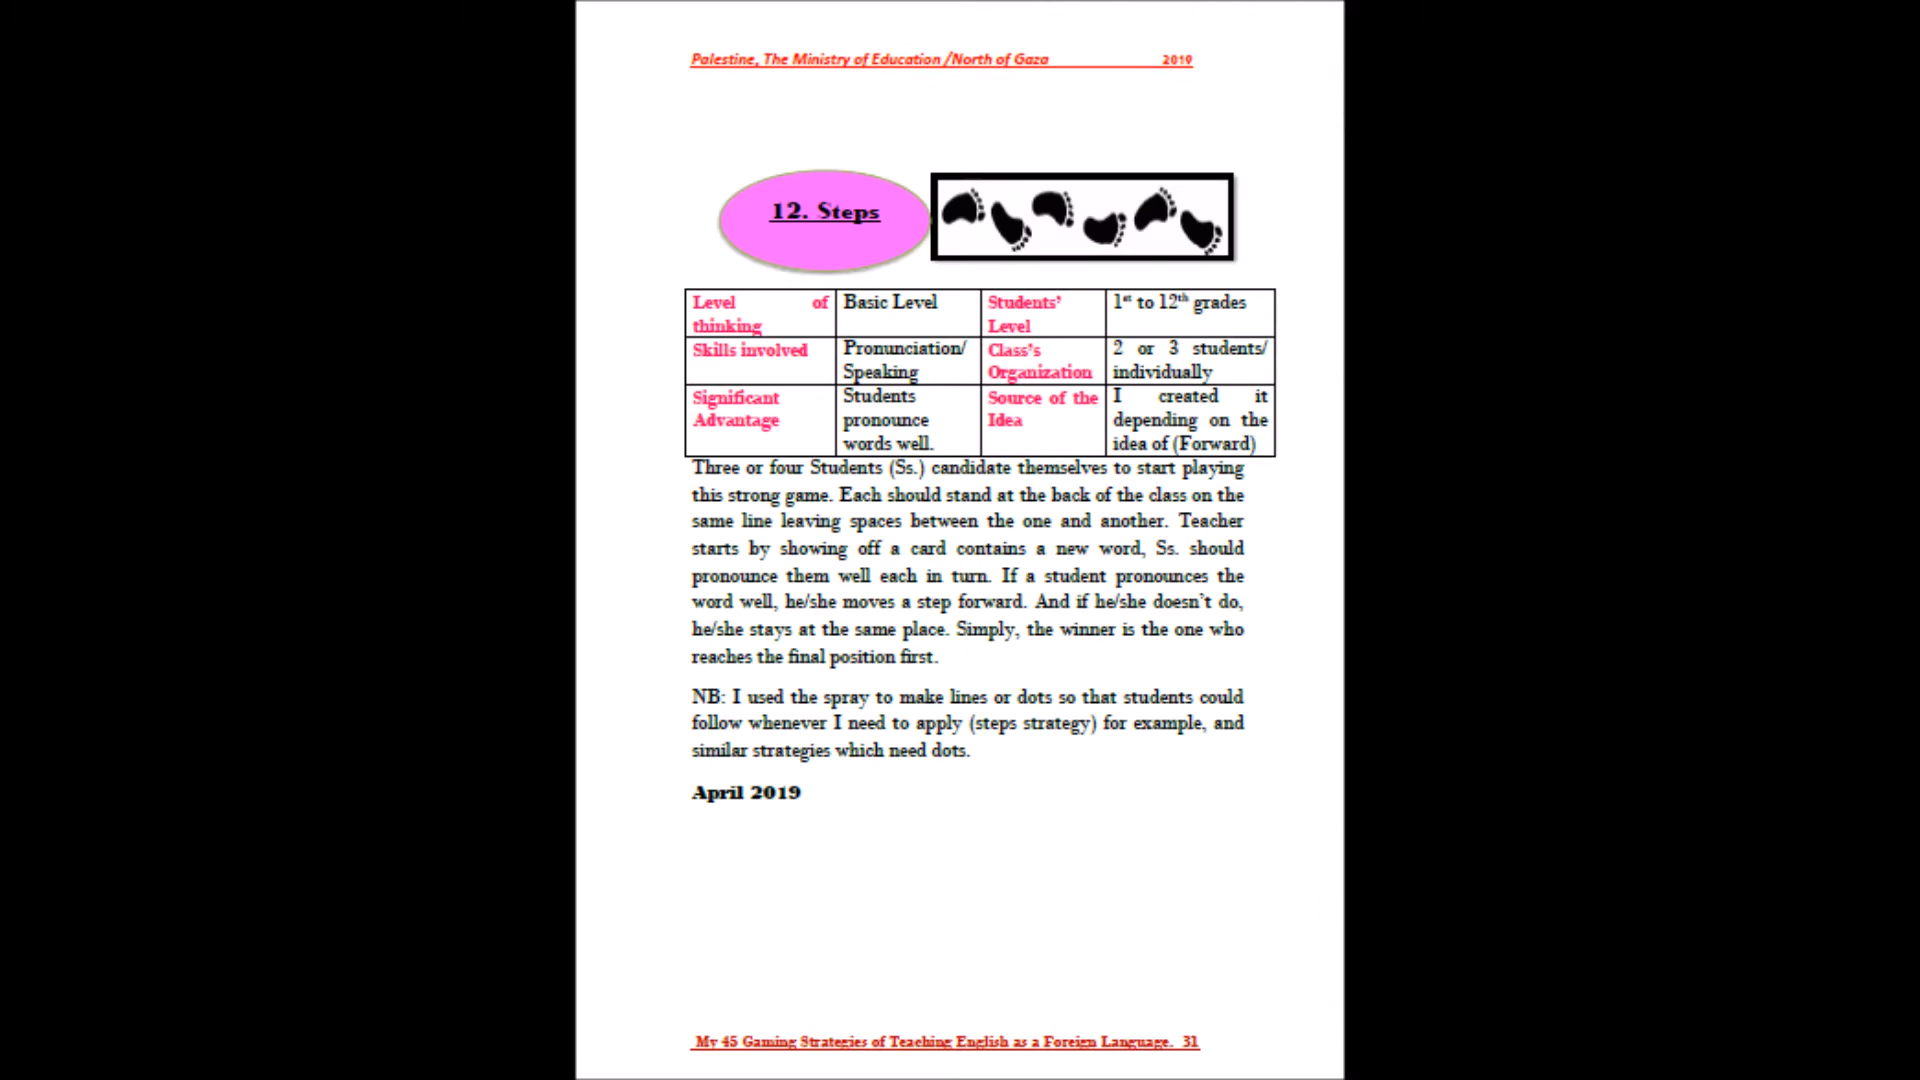 Palestine, The Ministry of Education /North of Gaza 2019
12. Steps
Level of thinking
Basic Level
Students' Level
1st to 12th grades
Skills involved
Pronunciation/ Speaking
Class's Organization
2 or 3 students/ individually
Significant Advantage
Students pronounce words well.
Source of the Idea
I created it depending on the idea of (Forward)
Three or four Students (Ss.) candidate themselves to start playing
this strong game. Each should stand at the back of the class on the
same line leaving spaces between the one and another. Teacher
starts by showing off a card contains a new word, Ss. should
pronounce them well each in turn. If a student pronounces the
word well, he/she moves a step forward. And if he/she doesn't do,
he/she stays at the same place. Simply, the winner is the one who
reaches the final position first.
NB: I used the spray to make lines or dots so that students could
follow whenever I need to apply (steps strategy) for example, and
similar strategies which need dots.
April 2019
My 45 Gaming Strategies of Teaching English as a Foreign Language. 31